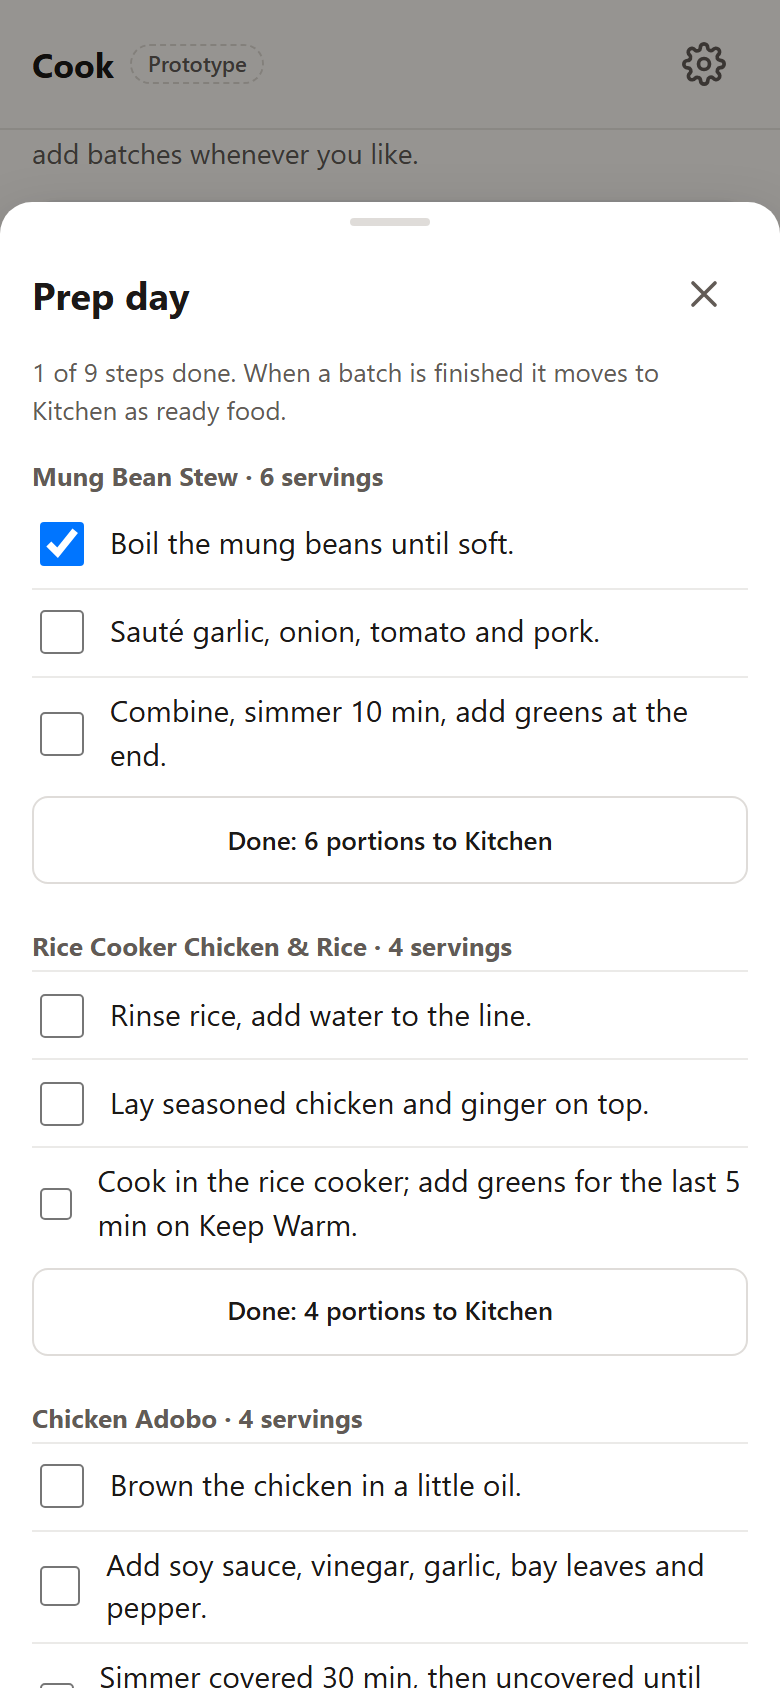 Cook
Prototype
add batches whenever you like.
Prep day
1 of 9 steps done. When a batch is finished it moves to
Kitchen as ready food.
Mung Bean Stew · 6 servings
Boil the mung beans until soft.
Sauté garlic, onion, tomato and pork.
Combine, simmer 10 min, add greens at the
end.
Done: 6 portions to Kitchen
Rice Cooker Chicken & Rice · 4 servings
Rinse rice, add water to the line.
Lay seasoned chicken and ginger on top.
Cook in the rice cooker; add greens for the last 5
min on Keep Warm.
Done: 4 portions to Kitchen
Chicken Adobo · 4 servings
Brown the chicken in a little oil.
Add soy sauce, vinegar, garlic, bay leaves and
pepper.
Simmer covered 30 min, then uncovered until